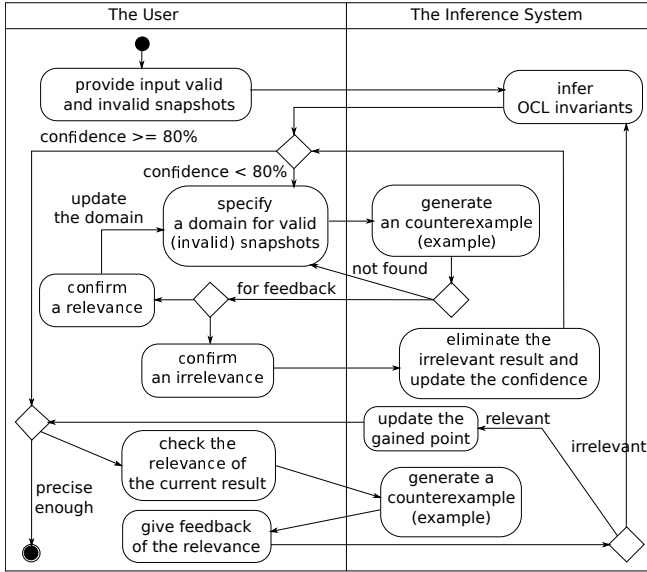 The User
The Inference System
provide input valid
and invalid snapshots
infer
OCL invariants
confidence >= 80%
confidence < 80%
update
the domain
specify
a domain for valid
(invalid) snapshots
generate
an counterexample
(example)
not found
for feedback
confirm
a relevance
confirm
an irrelevance
eliminate the
irrelevant result and
update the confidence
update the
gained point
relevant
irrelevant
check the
relevance of
the current result
precise
enough
generate a
counterexample
(example)
give feedback
of the relevance